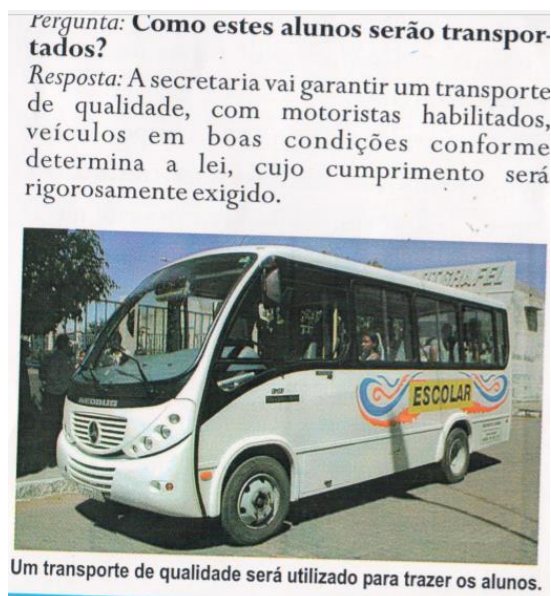 Pergunta: Como estes alunos serão transpor-
tados?
Resposta: A secretaria vai garantir um transporte
de qualidade, com motoristas habilitados,
veículos em boas condições conforme
determina a lei, cujo cumprimento será
rigorosamente exigido.
NEOBUS
ESCOLAR
Um transporte de qualidade será utilizado para trazer os alunos.